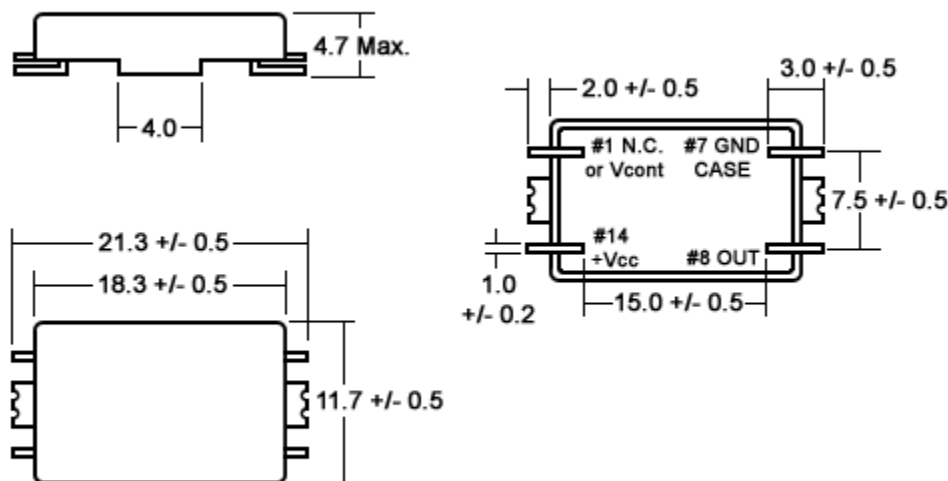 4.7 Max.
4.0
21.3 +/- 0.5
18.3 +/- 0.5
11.7 +/- 0.5
2.0 +/- 0.5
3.0 +/- 0.5
#1 N.C.
or Vcont
#7 GND
CASE
7.5 +/- 0.5
#14
+Vcc
#8 OUT
1.0
+/- 0.2
15.0 +/- 0.5